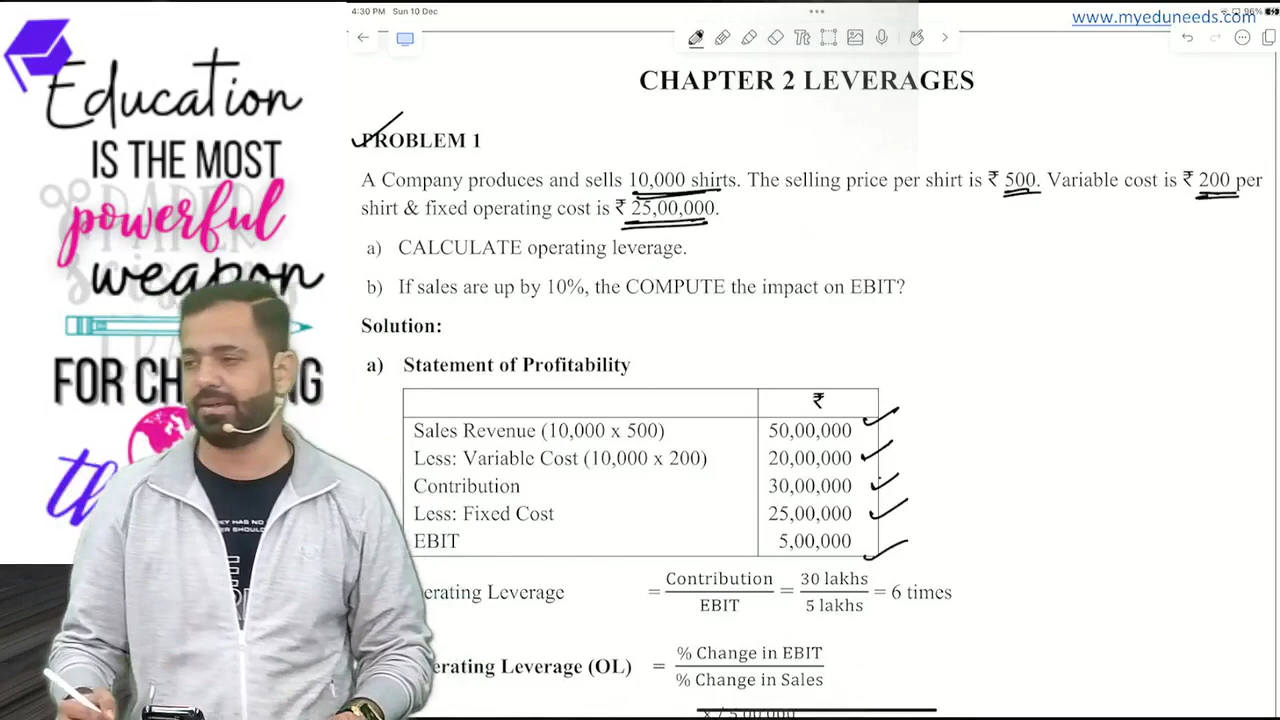 4:30 PM Sun 10 Dec
96%
www.myeduneeds.com
Education
IS THE MOST
powerful
weapon
CHAPTER 2 LEVERAGES
PROBLEM 1
A Company produces and sells 10,000 shirts. The selling price per shirt is ₹ 500. Variable cost is ₹ 200 per
shirt & fixed operating cost is ₹ 25,00,000.
a) CALCULATE operating leverage.
b) If sales are up by 10%, the COMPUTE the impact on EBIT?
Solution:
a) Statement of Profitability
₹
Sales Revenue (10,000 x 500) 50,00,000
Less: Variable Cost (10,000 x 200) 20,00,000
Contribution 30,00,000
Less: Fixed Cost 25,00,000
EBIT 5,00,000
erating Leverage = Contribution / EBIT = 30 lakhs / 5 lakhs = 6 times
erating Leverage (OL) = % Change in EBIT / % Change in Sales
FOR CH NG